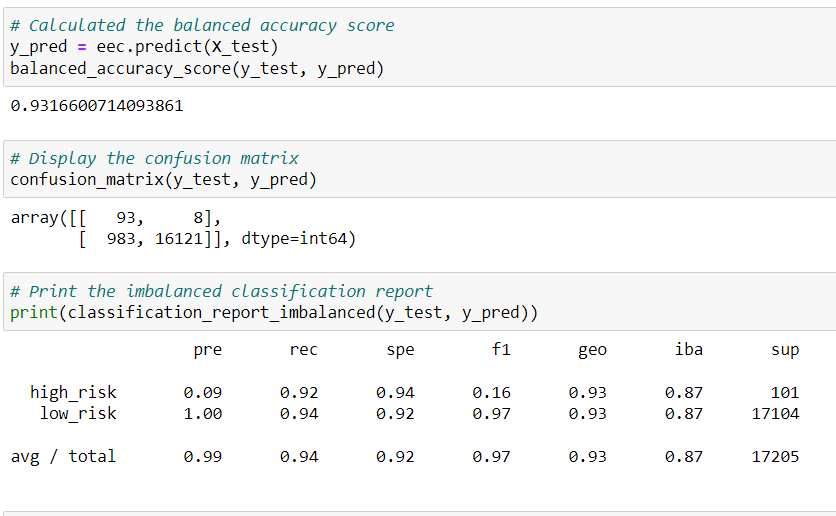 # Calculated the balanced accuracy score
y_pred = eec.predict(X_test)
balanced_accuracy_score(y_test, y_pred)
0.9316600714093861
# Display the confusion matrix
confusion_matrix(y_test, y_pred)
array([[   93,     8],
       [  983, 16121]], dtype=int64)
# Print the imbalanced classification report
print(classification_report_imbalanced(y_test, y_pred))
pre rec spe f1 geo iba sup
high_risk 0.09 0.92 0.94 0.16 0.93 0.87 101
low_risk 1.00 0.94 0.92 0.97 0.93 0.87 17104
avg / total 0.99 0.94 0.92 0.97 0.93 0.87 17205